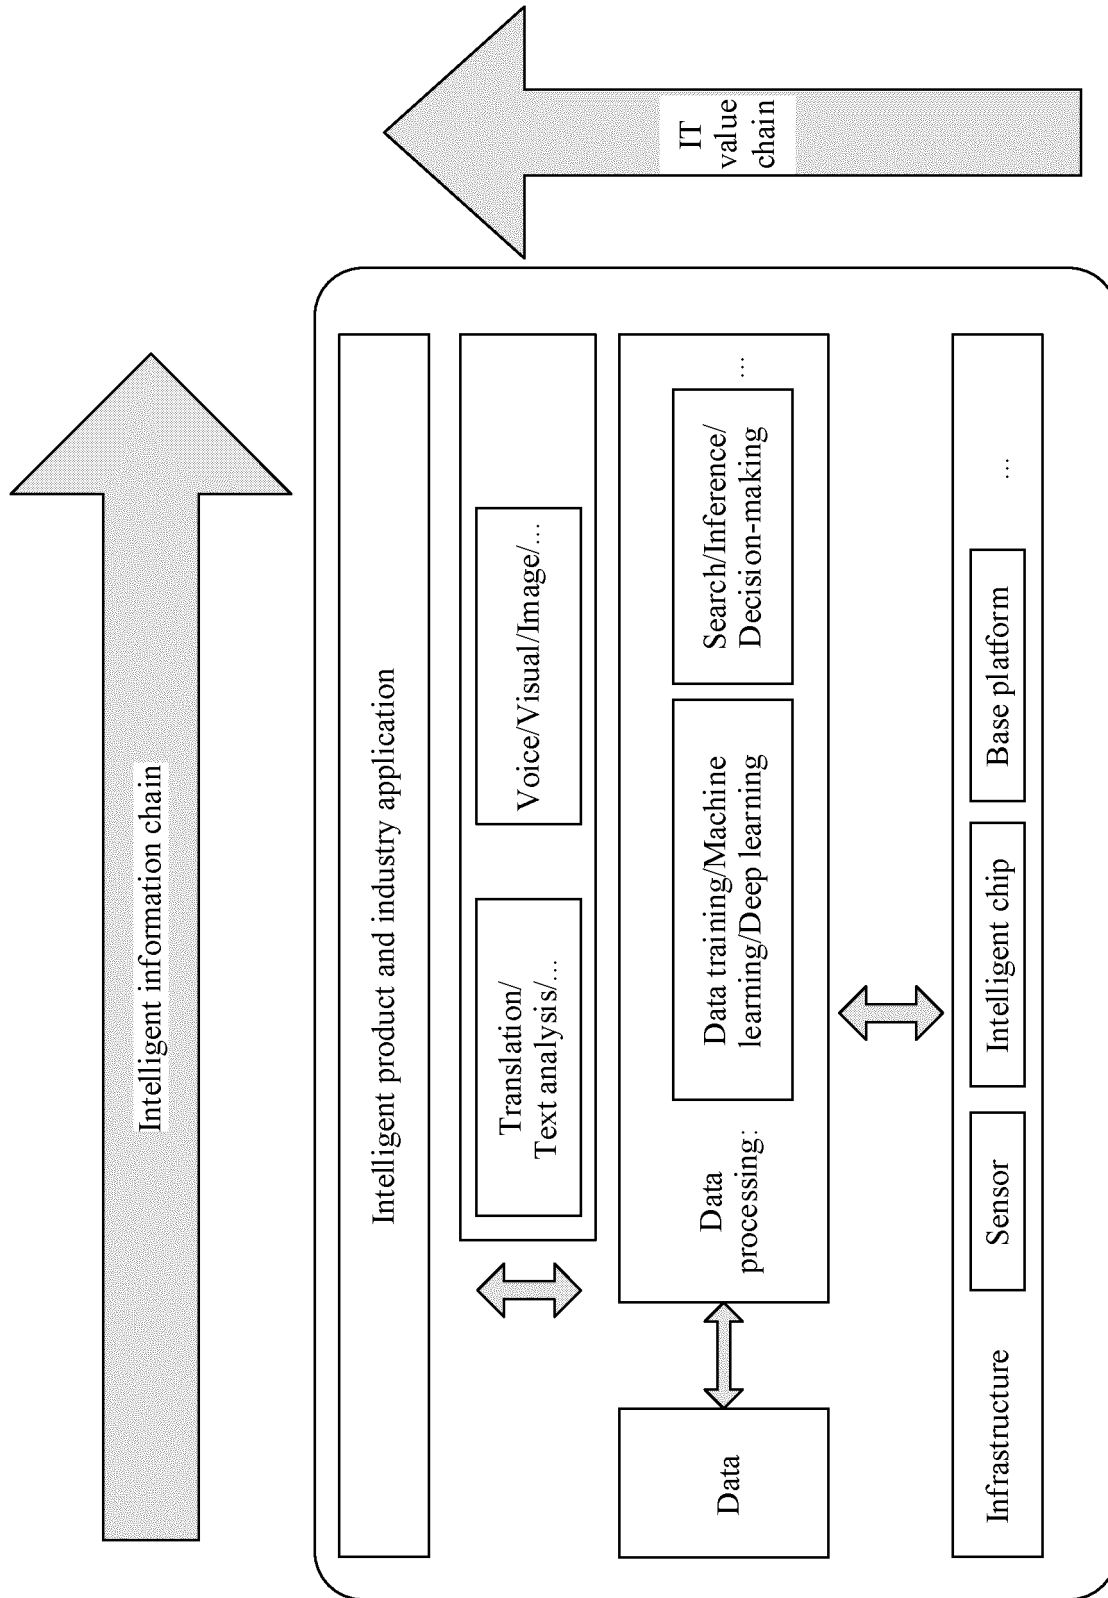 Intelligent information chain
IT
value
chain
Intelligent product and industry application
Translation/
Text analysis/...
Voice/Visual/Image/...
Data
Data
processing:
Data training/Machine
learning/Deep learning
Search/Inference/
Decision-making
...
Infrastructure
Sensor
Intelligent chip
Base platform
...